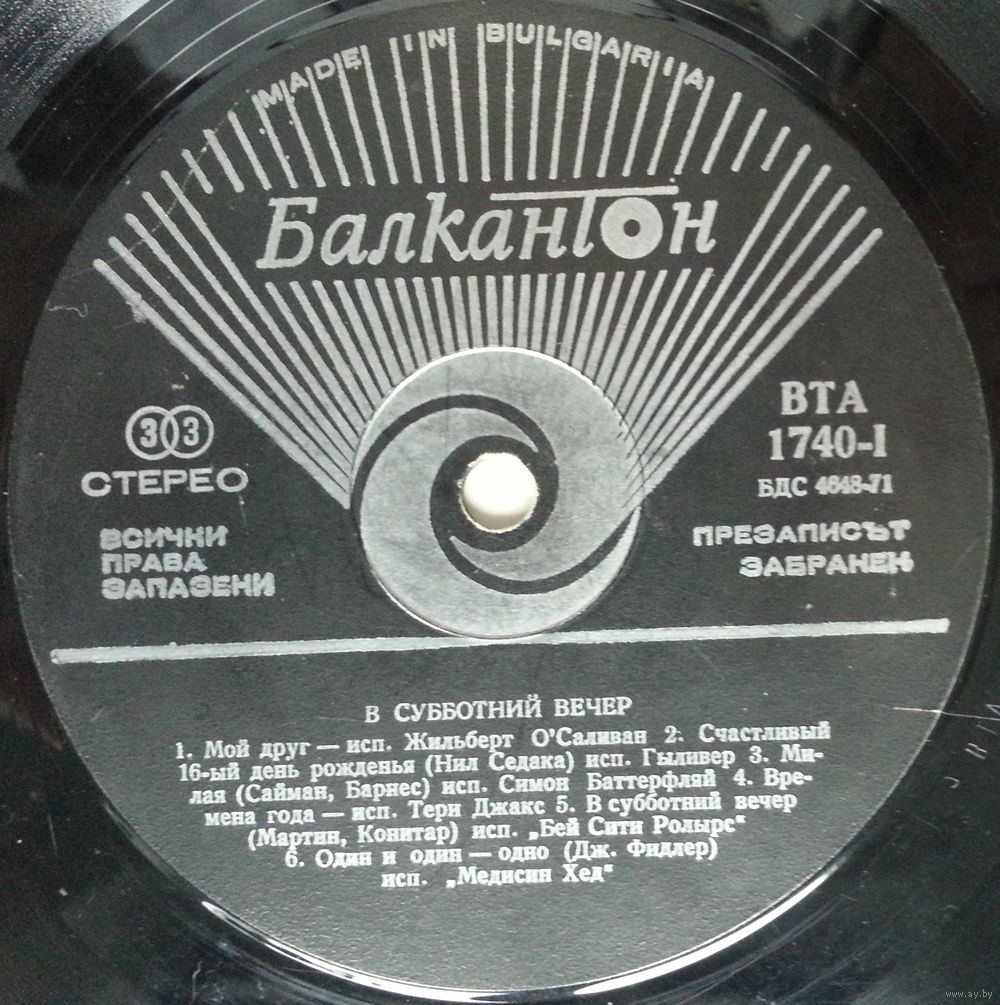 MADE IN BULGARIA
Балкантон
33
СТЕРЕО
ВСИЧКИ
ПРАВА
ЗАПАЗЕНИ
ВТА
1740-I
БДС 4648-71
ПРЕЗАПИСЪТ
ЗАБРАНЕН
В СУББОТНИЙ ВЕЧЕР
1. Мой друг — исп. Жильберт О'Саливан 2. Счастливый
16-ый день рожденья (Нил Седака) исп. Гыливер 3. Ми-
лая (Сайман, Барнес) исп. Симон Баттерфляй 4. Вре-
мена года — исп. Тери Джакс 5. В субботний вечер
(Мартин, Конитар) исп. „Бей Сити Ролырс“
6. Один и один — одно (Дж. Фидлер)
исп. „Медисин Хед“
www.ay.by